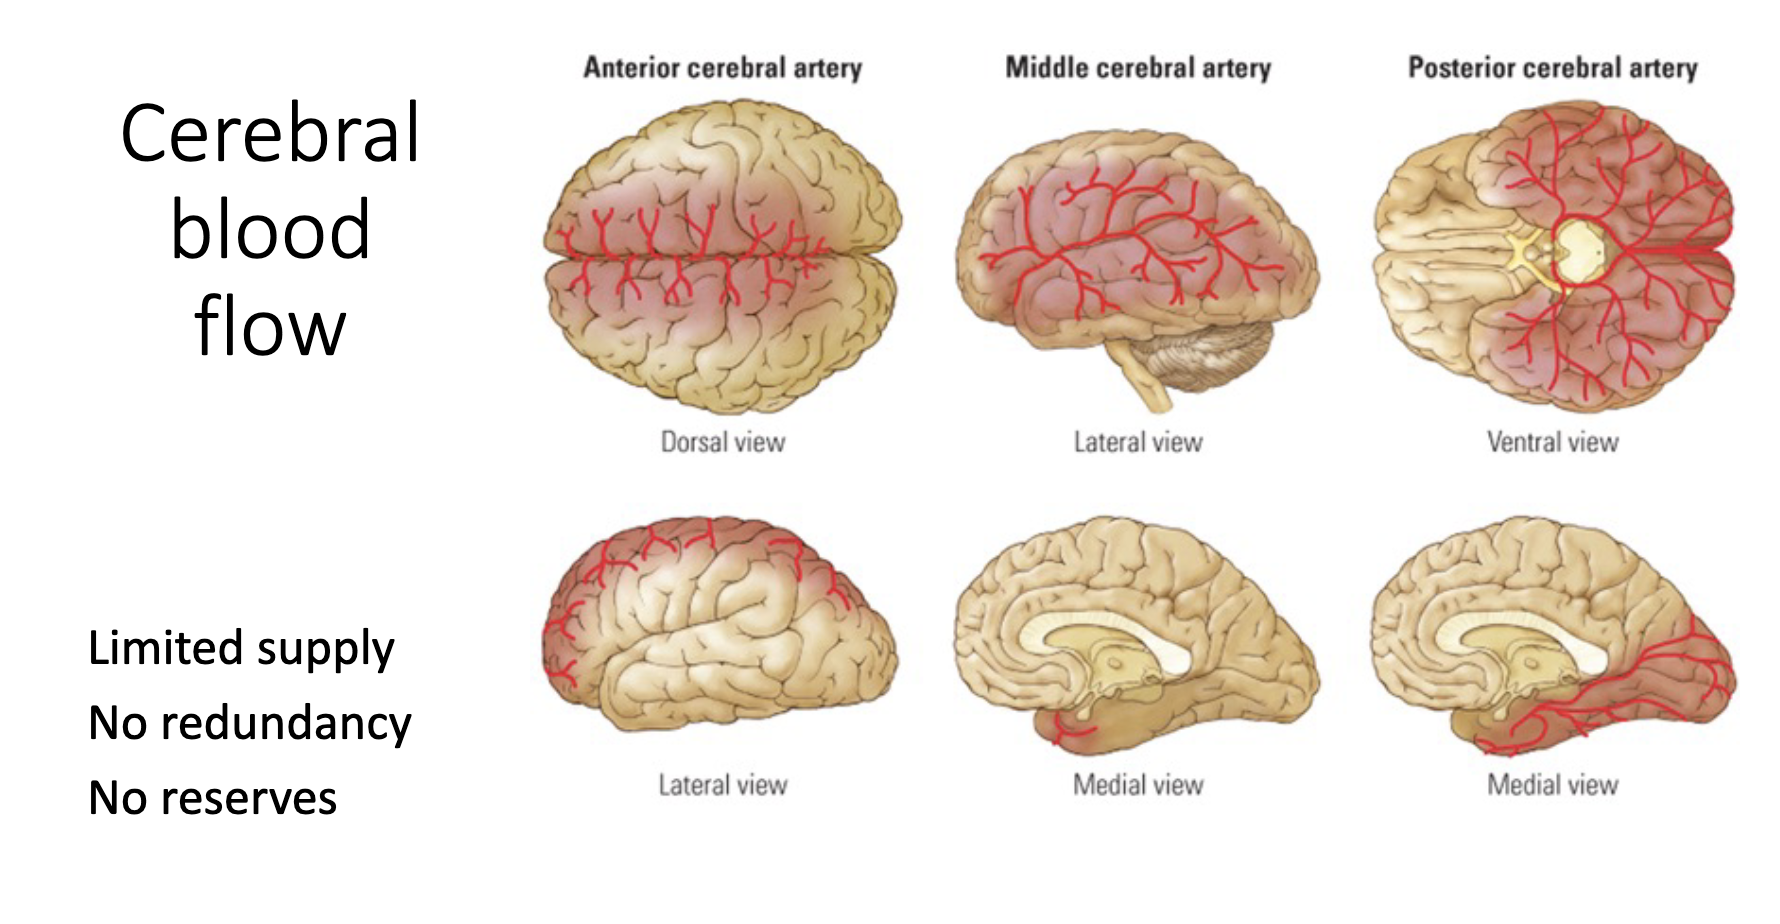 Cerebral
blood
flow
Limited supply
No redundancy
No reserves
Anterior cerebral artery
Middle cerebral artery
Posterior cerebral artery
Dorsal view
Lateral view
Ventral view
Lateral view
Medial view
Medial view